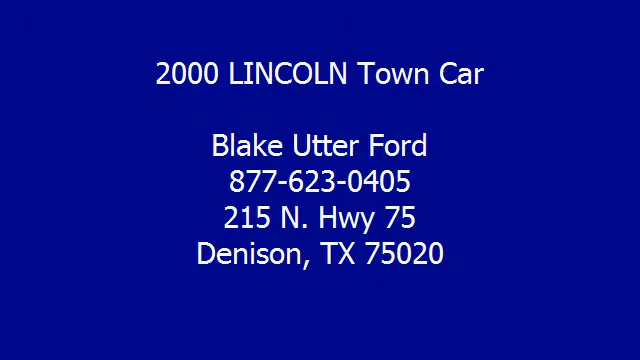 2000 LINCOLN Town Car
Blake Utter Ford
877-623-0405
215 N. Hwy 75
Denison, TX 75020